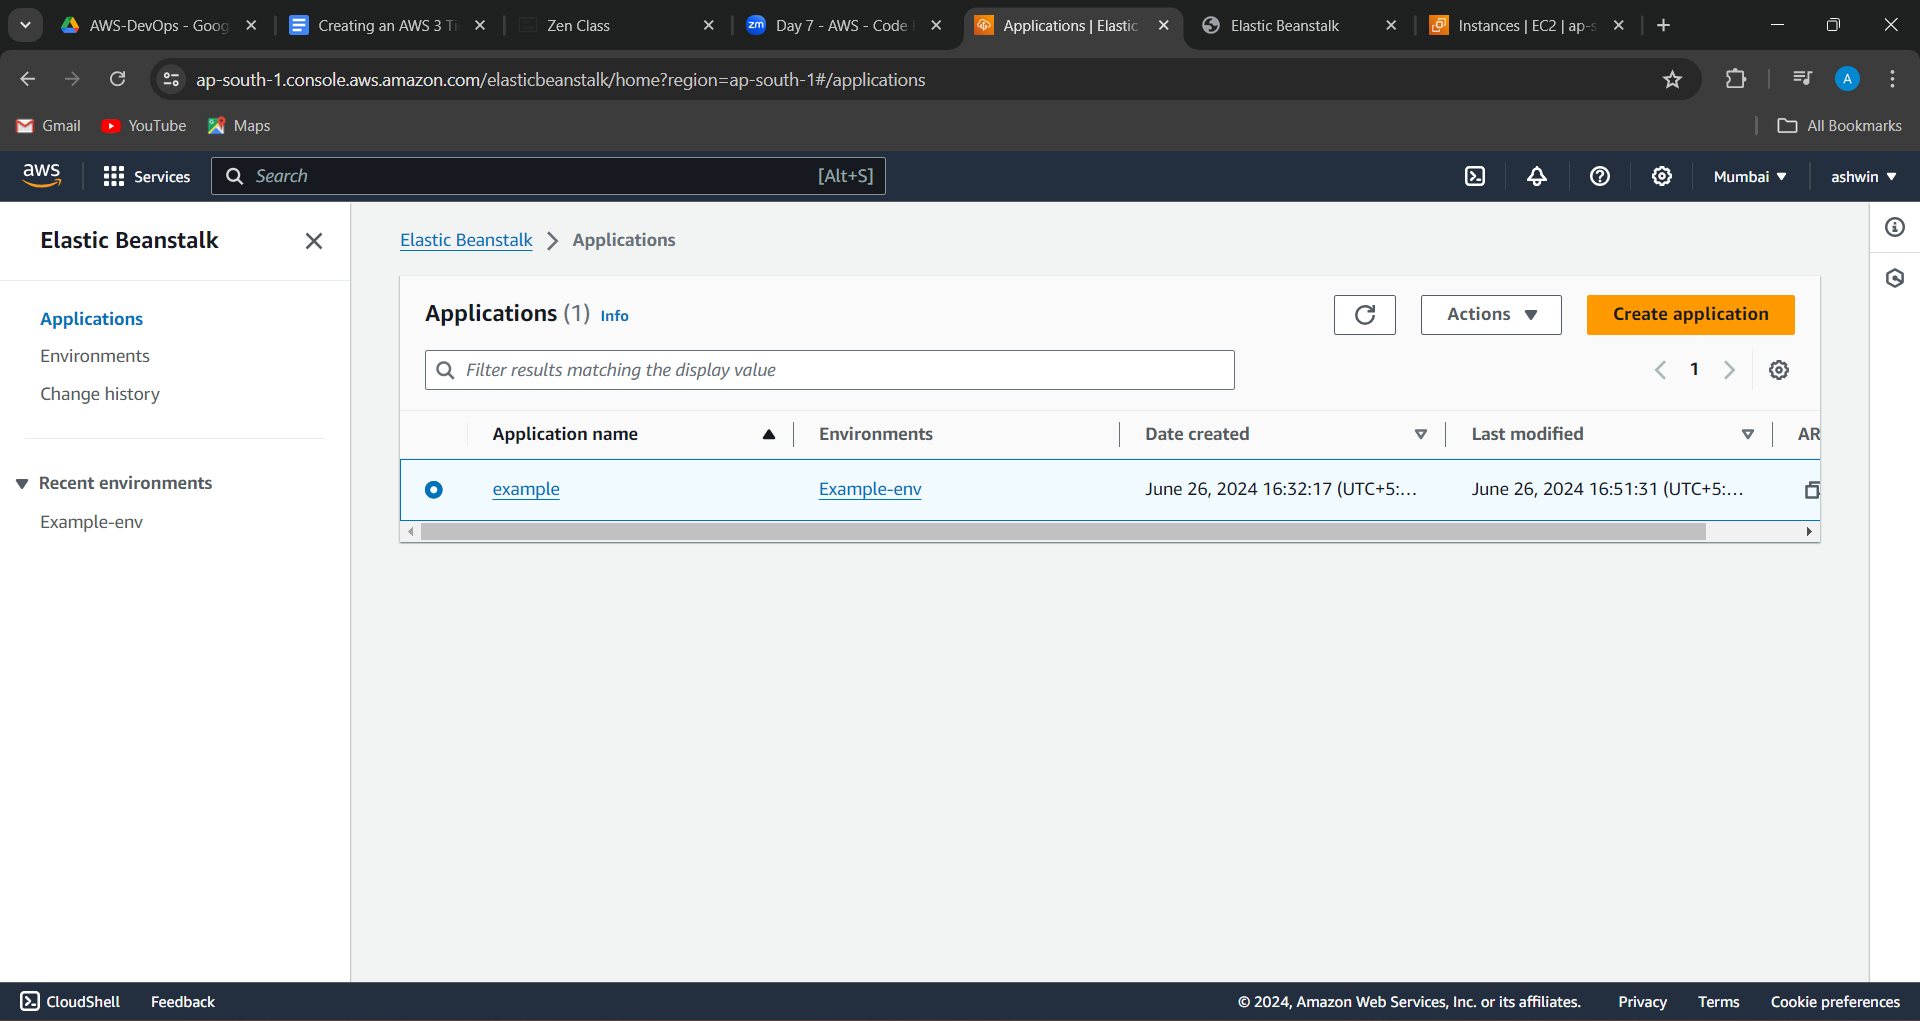 AWS-DevOps - Goog
Creating an AWS 3 Ti
Zen Class
zm Day 7 - AWS - Code
Applications | Elastic
Elastic Beanstalk
Instances | EC2 | ap-s
ap-south-1.console.aws.amazon.com/elasticbeanstalk/home?region=ap-south-1#/applications
A
Gmail
YouTube
Maps
All Bookmarks
aws
Services
Search
[Alt+S]
Mumbai
ashwin
Elastic Beanstalk
Applications
Environments
Change history
Recent environments
Example-env
Elastic Beanstalk
Applications
Applications (1) Info
Actions
Create application
Filter results matching the display value
1
Application name
Environments
Date created
Last modified
AR
example
Example-env
June 26, 2024 16:32:17 (UTC+5:...
June 26, 2024 16:51:31 (UTC+5:...
CloudShell
Feedback
© 2024, Amazon Web Services, Inc. or its affiliates.
Privacy
Terms
Cookie preferences